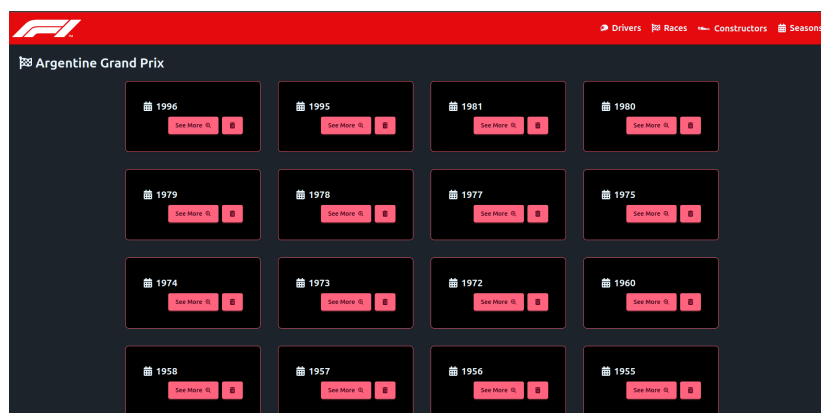 F1
Drivers Races Constructors Seasons
Argentine Grand Prix
1996 1995 1981 1980
See More See More See More See More
1979 1978 1977 1975
See More See More See More See More
1974 1973 1972 1960
See More See More See More See More
1958 1957 1956 1955
See More See More See More See More